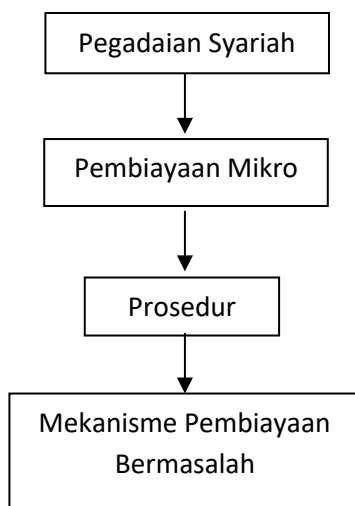 Pegadaian Syariah
Pembiayaan Mikro
Prosedur
Mekanisme Pembiayaan
Bermasalah